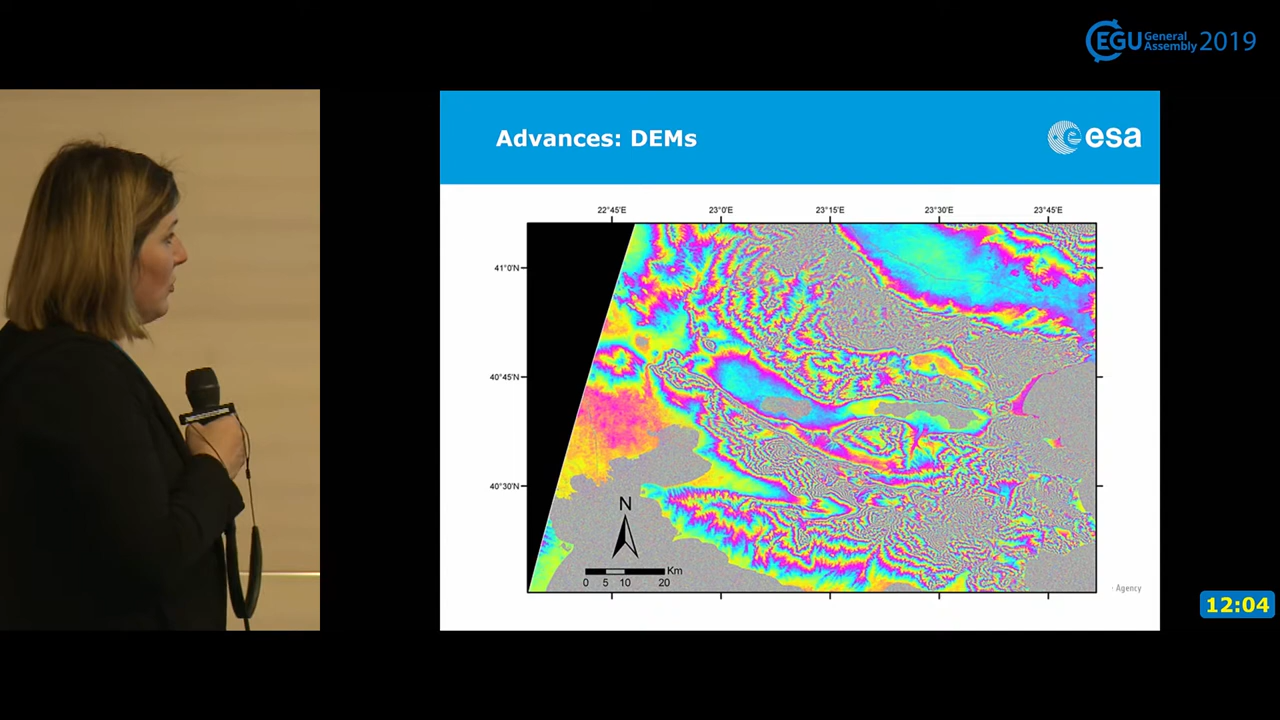 EGU General Assembly 2019
Advances: DEMs
esa
22°45'E 23°0'E 23°15'E 23°30'E 23°45'E
41°0'N
40°45'N
40°30'N
N
Km
0 5 10 20
Agency
12:04